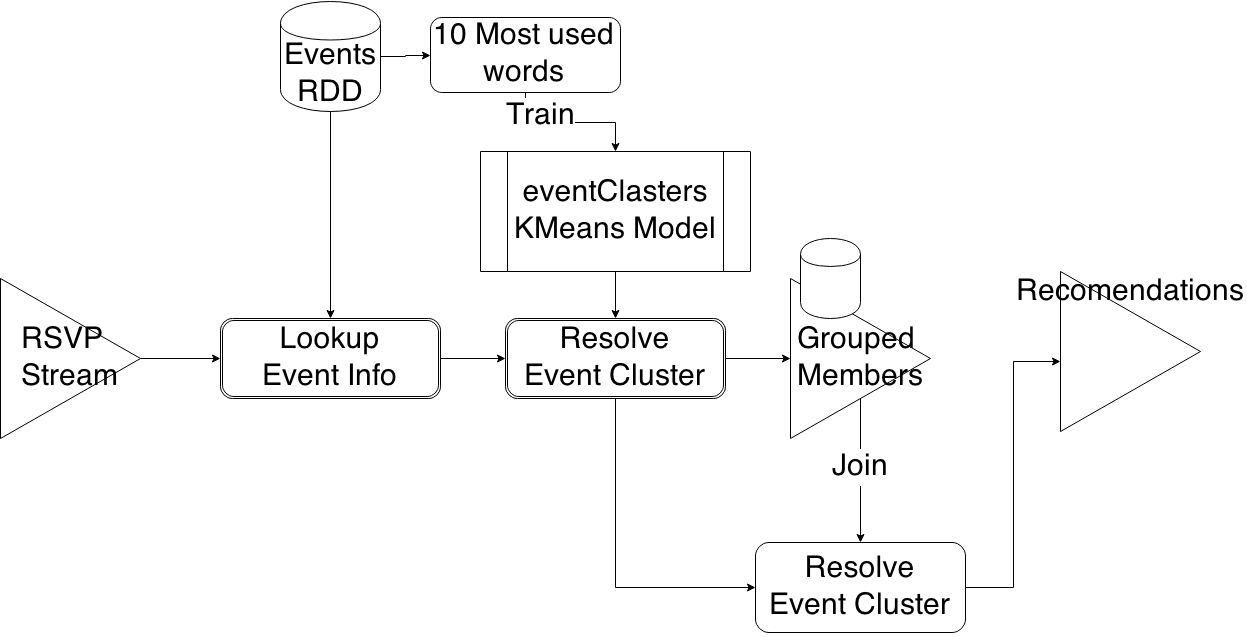 Events
RDD
10 Most used
words
Train
eventClasters
KMeans Model
RSVP
Stream
Lookup
Event Info
Resolve
Event Cluster
Grouped
Members
Recomendations
Join
Resolve
Event Cluster